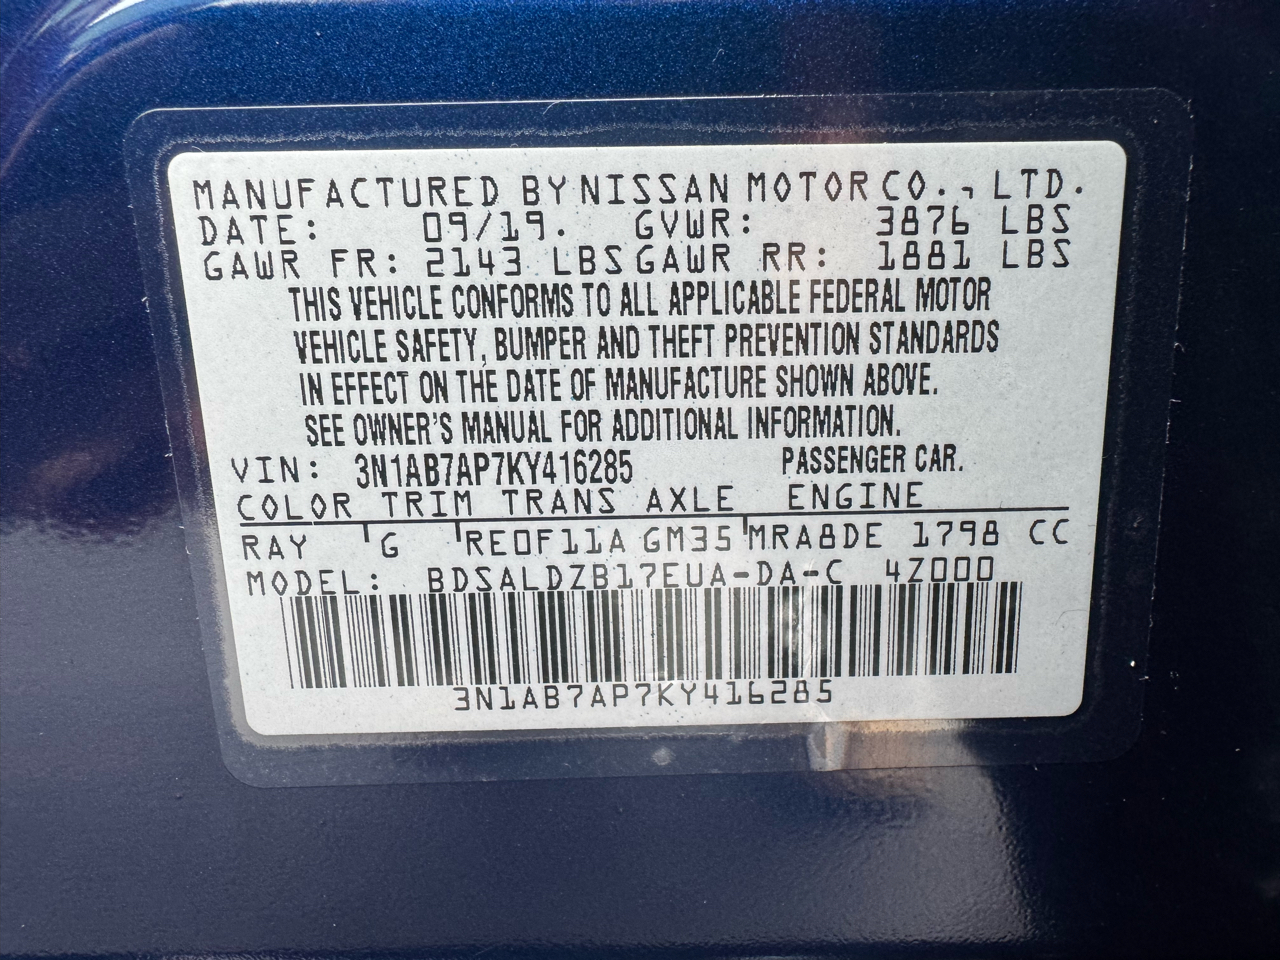 MANUFACTURED BY NISSAN MOTOR CO., LTD.
DATE: 09/19. GVWR: 3876 LBS
GAWR FR: 2143 LBS GAWR RR: 1881 LBS
THIS VEHICLE CONFORMS TO ALL APPLICABLE FEDERAL MOTOR
VEHICLE SAFETY, BUMPER AND THEFT PREVENTION STANDARDS
IN EFFECT ON THE DATE OF MANUFACTURE SHOWN ABOVE.
SEE OWNER'S MANUAL FOR ADDITIONAL INFORMATION.
VIN: 3N1AB7AP7KY416285 PASSENGER CAR.
COLOR TRIM TRANS AXLE ENGINE
RAY G RE0F11A GM35 MRA8DE 1798 CC
MODEL: BDSALDZB17EUA-DA-C 4Z000
3N1AB7AP7KY416285